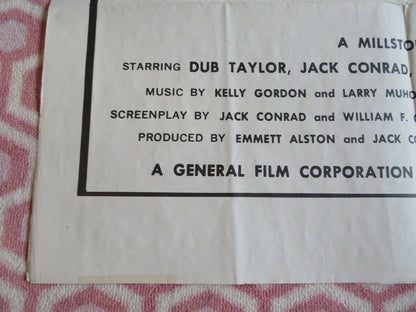 A MILLSTO
STARRING DUB TAYLOR, JACK CONRAD,
MUSIC BY KELLY GORDON and LARRY MUHO
SCREENPLAY BY JACK CONRAD and WILLIAM F.
PRODUCED BY EMMETT ALSTON and JACK CO
A GENERAL FILM CORPORATION